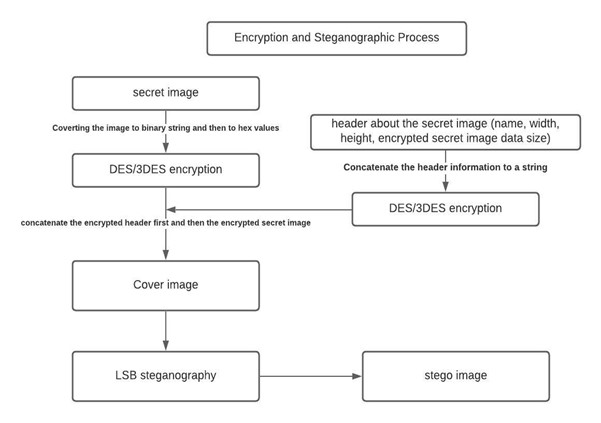 Encryption and Steganographic Process
secret image
Coverting the image to binary string and then to hex values
header about the secret image (name, width,
height, encrypted secret image data size)
DES/3DES encryption
Concatenate the header information to a string
DES/3DES encryption
concatenate the encrypted header first and then the encrypted secret image
Cover image
LSB steganography
stego image